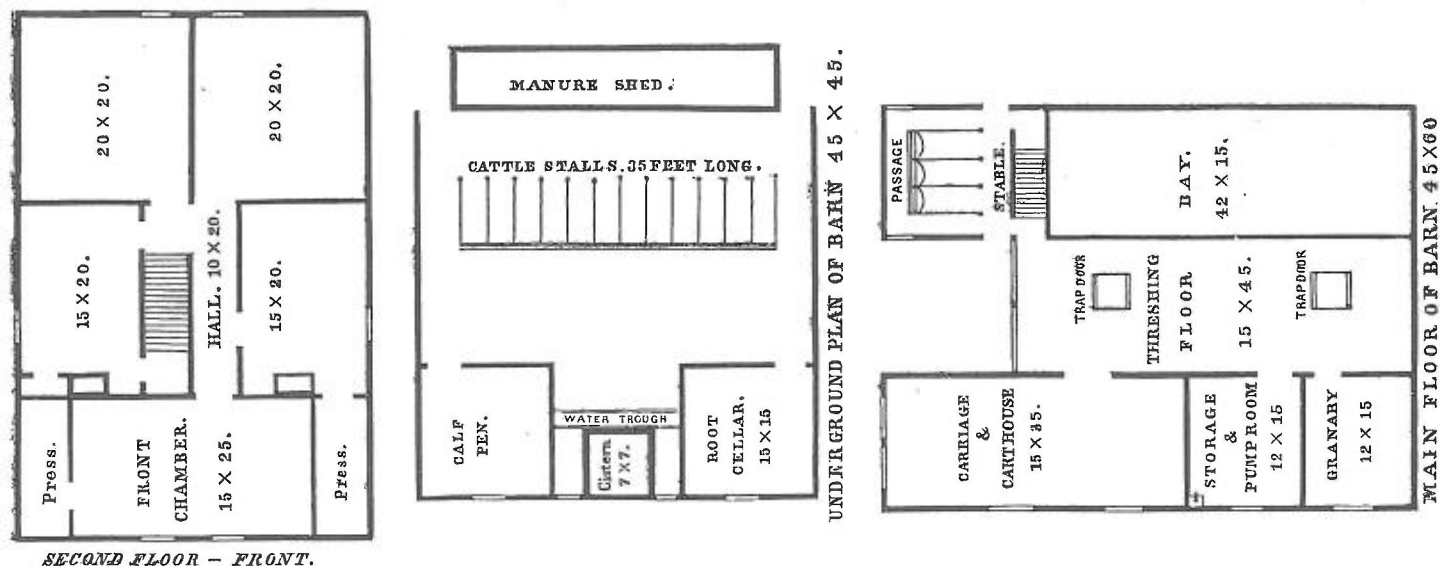 20 X 20.
20 X 20.
15 X 20.
HALL. 10 X 20.
15 X 20.
Press.
FRONT
CHAMBER.
15 X 25.
Press.
SECOND FLOOR – FRONT.
MANURE SHED.
CATTLE STALLS. 35 FEET LONG.
CALF
PEN.
WATER TROUGH
Cistern
7 X 7.
ROOT
CELLAR.
15 X 15
UNDERGROUND PLAN OF BARN 45 X 45.
PASSAGE
STABLE.
BAY.
42 X 15.
TRAP DOOR
THRESHING
FLOOR
15 X 45.
TRAP DOOR
CARRIAGE
&
CARTHOUSE
15 X 35.
STORAGE
&
PUMPROOM
12 X 15
GRANARY
12 X 15
MAIN FLOOR OF BARN. 45 X 60